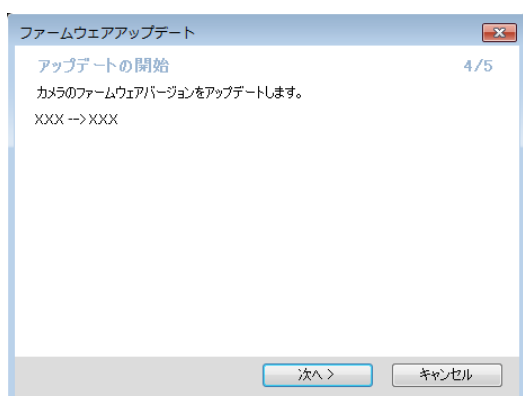 ファームウェアアップデート
アップデートの開始
4/5
カメラのファームウェアバージョンをアップデートします。
XXX -->XXX
次へ >
キャンセル